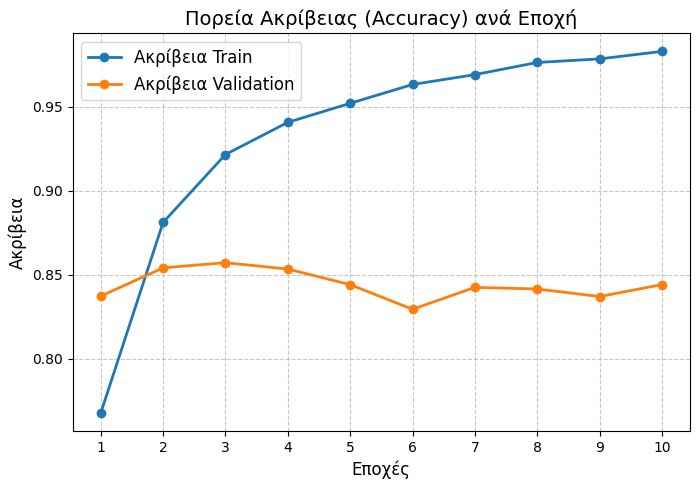 Πορεία Ακρίβειας (Accuracy) ανά Εποχή
Ακρίβεια Train
Ακρίβεια Validation
Ακρίβεια
0.95
0.90
0.85
0.80
1 2 3 4 5 6 7 8 9 10
Εποχές